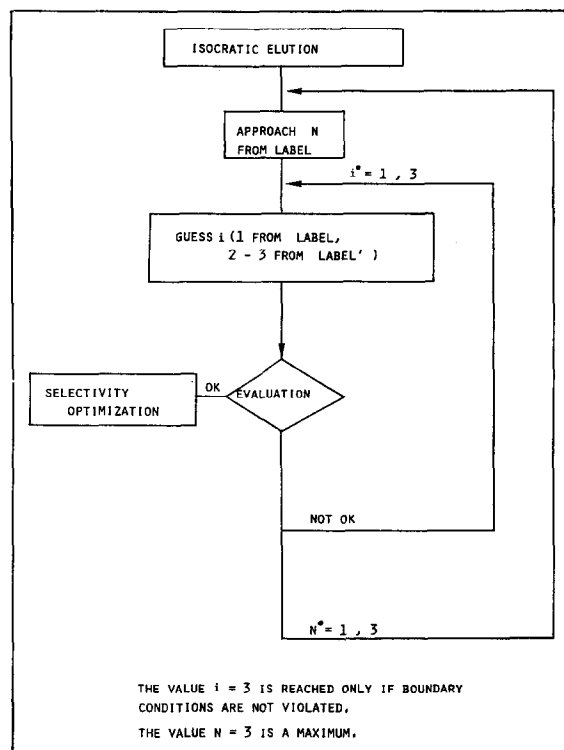 ISOCRATIC ELUTION
APPROACH N
FROM LABEL
i° = 1 , 3
GUESS i (1 FROM LABEL,
2 - 3 FROM LABEL' )
OK
EVALUATION
SELECTIVITY
OPTIMIZATION
NOT OK
N° = 1 , 3
THE VALUE i = 3 IS REACHED ONLY IF BOUNDARY
CONDITIONS ARE NOT VIOLATED.
THE VALUE N = 3 IS A MAXIMUM.